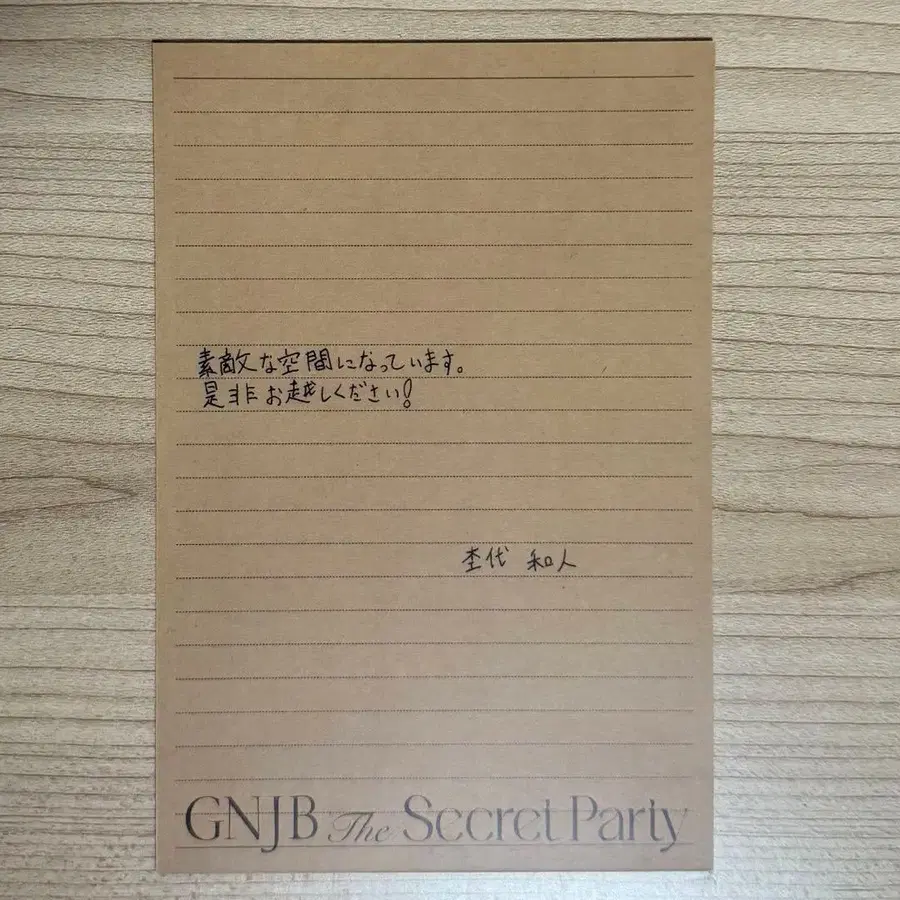 素敵な空間になっています。
是非お越しください!
杢代 和人
GNJB The Secret Party